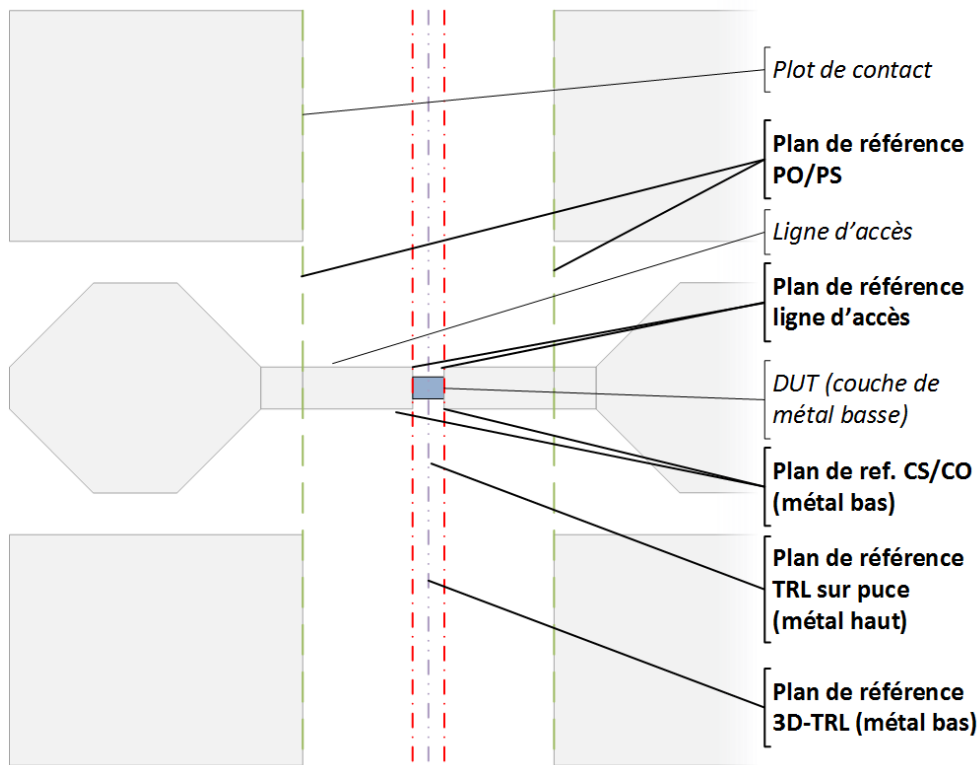 Plot de contact
Plan de référence
PO/PS
Ligne d'accès
Plan de référence
ligne d'accès
DUT (couche de
métal basse)
Plan de ref. CS/CO
(métal bas)
Plan de référence
TRL sur puce
(métal haut)
Plan de référence
3D-TRL (métal bas)